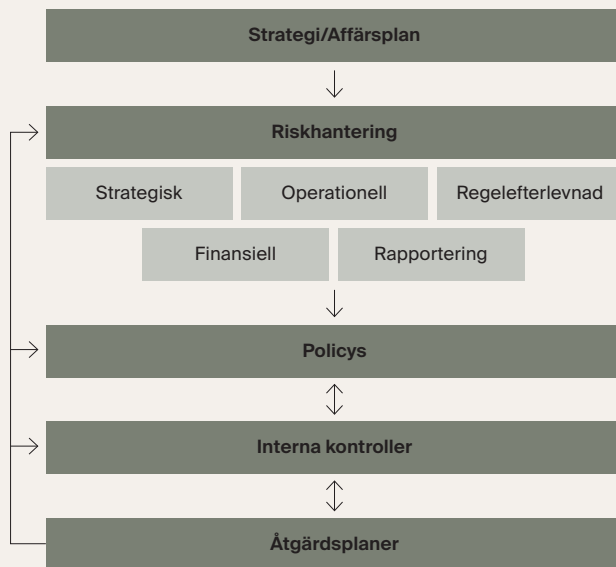 Strategi/Affärsplan
Riskhantering
Strategisk
Operationell
Regelefterlevnad
Finansiell
Rapportering
Policys
Interna kontroller
Åtgärdsplaner